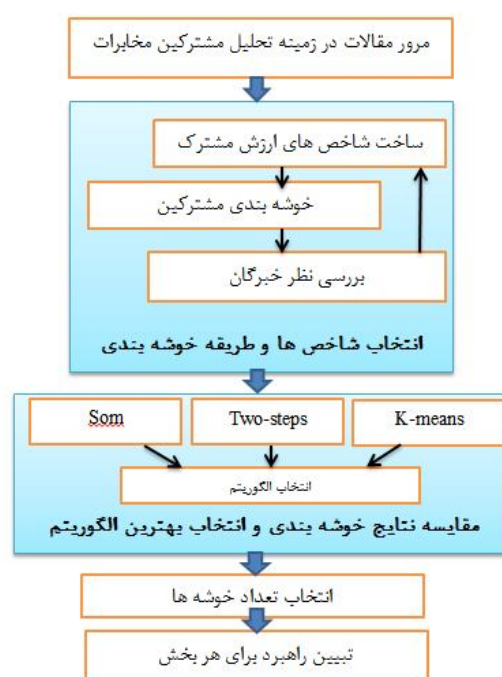 مرور مقالات در زمینه تحلیل مشترکین مخابرات
ساخت شاخص های ارزش مشترک
خوشه بندی مشترکین
بررسی نظر خبرگان
انتخاب شاخص ها و طریقه خوشه بندی
Som
Two-steps
K-means
انتخاب الگوریتم
مقایسه نتایج خوشه بندی و انتخاب بهترین الگوریتم
انتخاب تعداد خوشه ها
تبیین راهبرد برای هر بخش